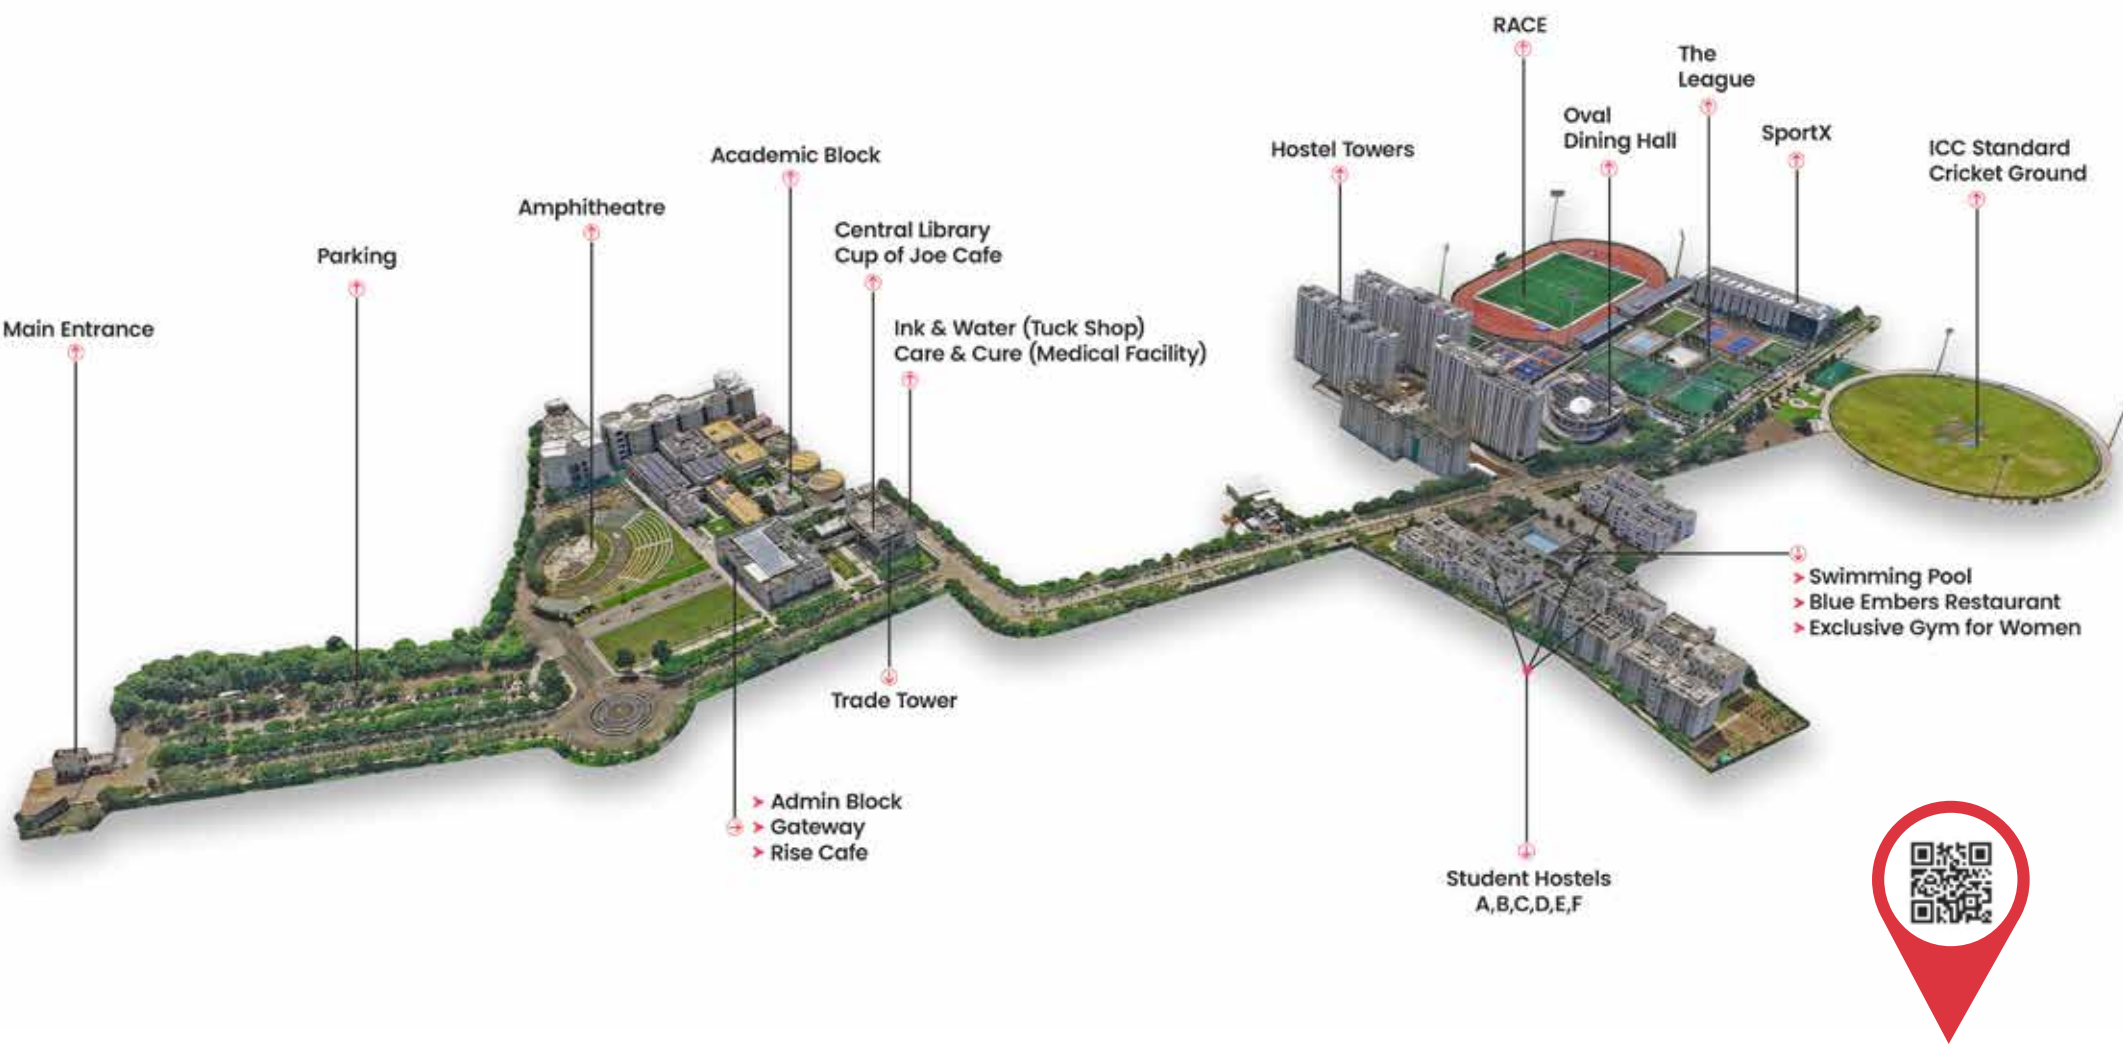 RACE
The
League
Oval
Dining Hall
SportX
ICC Standard
Cricket Ground
Hostel Towers
Academic Block
Amphitheatre
Central Library
Cup of Joe Cafe
Parking
Ink & Water (Tuck Shop)
Care & Cure (Medical Facility)
Main Entrance
Swimming Pool
Blue Embers Restaurant
Exclusive Gym for Women
Trade Tower
Admin Block
Gateway
Rise Cafe
Student Hostels
A,B,C,D,E,F